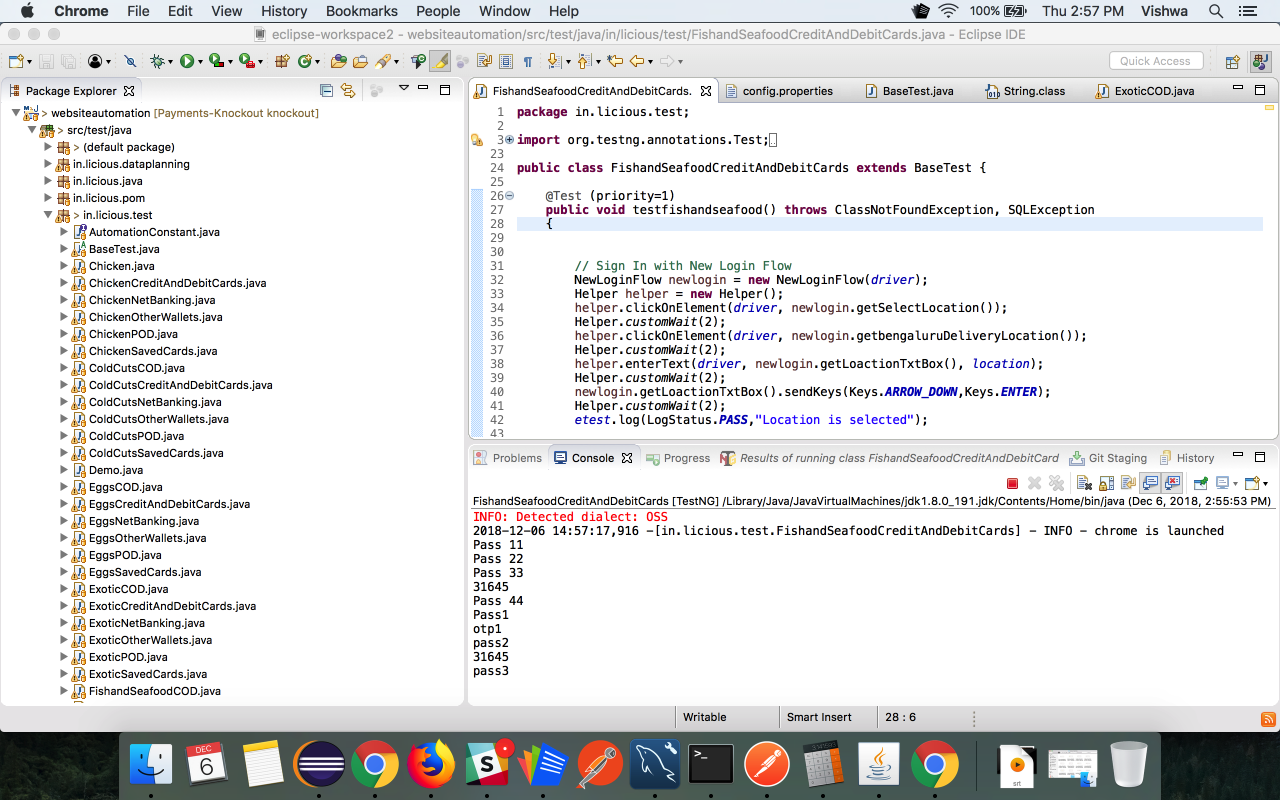 Chrome File Edit View History Bookmarks People Window Help 100% Thu 2:57 PM Vishwa
eclipse-workspace2 - websiteautomation/src/test/java/in/licious/test/FishandSeafoodCreditAndDebitCards.java - Eclipse IDE
Quick Access
Package Explorer
> websiteautomation [Payments-Knockout knockout]
> src/test/java
> (default package)
in.licious.dataplanning
in.licious.java
in.licious.pom
> in.licious.test
AutomationConstant.java
BaseTest.java
Chicken.java
ChickenCreditAndDebitCards.java
ChickenNetBanking.java
ChickenOtherWallets.java
ChickenPOD.java
ChickenSavedCards.java
ColdCutsCOD.java
ColdCutsCreditAndDebitCards.java
ColdCutsNetBanking.java
ColdCutsOtherWallets.java
ColdCutsPOD.java
ColdCutsSavedCards.java
Demo.java
EggsCOD.java
EggsCreditAndDebitCards.java
EggsNetBanking.java
EggsOtherWallets.java
EggsPOD.java
EggsSavedCards.java
ExoticCOD.java
ExoticCreditAndDebitCards.java
ExoticNetBanking.java
ExoticOtherWallets.java
ExoticPOD.java
ExoticSavedCards.java
FishandSeafoodCOD.java
FishandSeafoodCreditAndDebitCards. config.properties BaseTest.java String.class ExoticCOD.java
1 package in.licious.test;
2
3 import org.testng.annotations.Test;
23
24 public class FishandSeafoodCreditAndDebitCards extends BaseTest {
25
26 @Test (priority=1)
27 public void testfishandseafood() throws ClassNotFoundException, SQLException
28 {
29
30
31 // Sign In with New Login Flow
32 NewLoginFlow newlogin = new NewLoginFlow(driver);
33 Helper helper = new Helper();
34 helper.clickOnElement(driver, newlogin.getSelectLocation());
35 Helper.customWait(2);
36 helper.clickOnElement(driver, newlogin.getbengaluruDeliveryLocation());
37 Helper.customWait(2);
38 helper.enterText(driver, newlogin.getLoactionTxtBox(), location);
39 Helper.customWait(2);
40 newlogin.getLoactionTxtBox().sendKeys(Keys.ARROW_DOWN,Keys.ENTER);
41 Helper.customWait(2);
42 etest.log(LogStatus.PASS,"Location is selected");
43
Problems Console Progress Results of running class FishandSeafoodCreditAndDebitCard Git Staging History
FishandSeafoodCreditAndDebitCards [TestNG] /Library/Java/JavaVirtualMachines/jdk1.8.0_191.jdk/Contents/Home/bin/java (Dec 6, 2018, 2:55:53 PM)
INFO: Detected dialect: OSS
2018-12-06 14:57:17,916 -[in.licious.test.FishandSeafoodCreditAndDebitCards] - INFO - chrome is launched
Pass 11
Pass 22
Pass 33
31645
Pass 44
Pass1
otp1
pass2
31645
pass3
Writable Smart Insert 28 : 6
DEC
6
S
srt